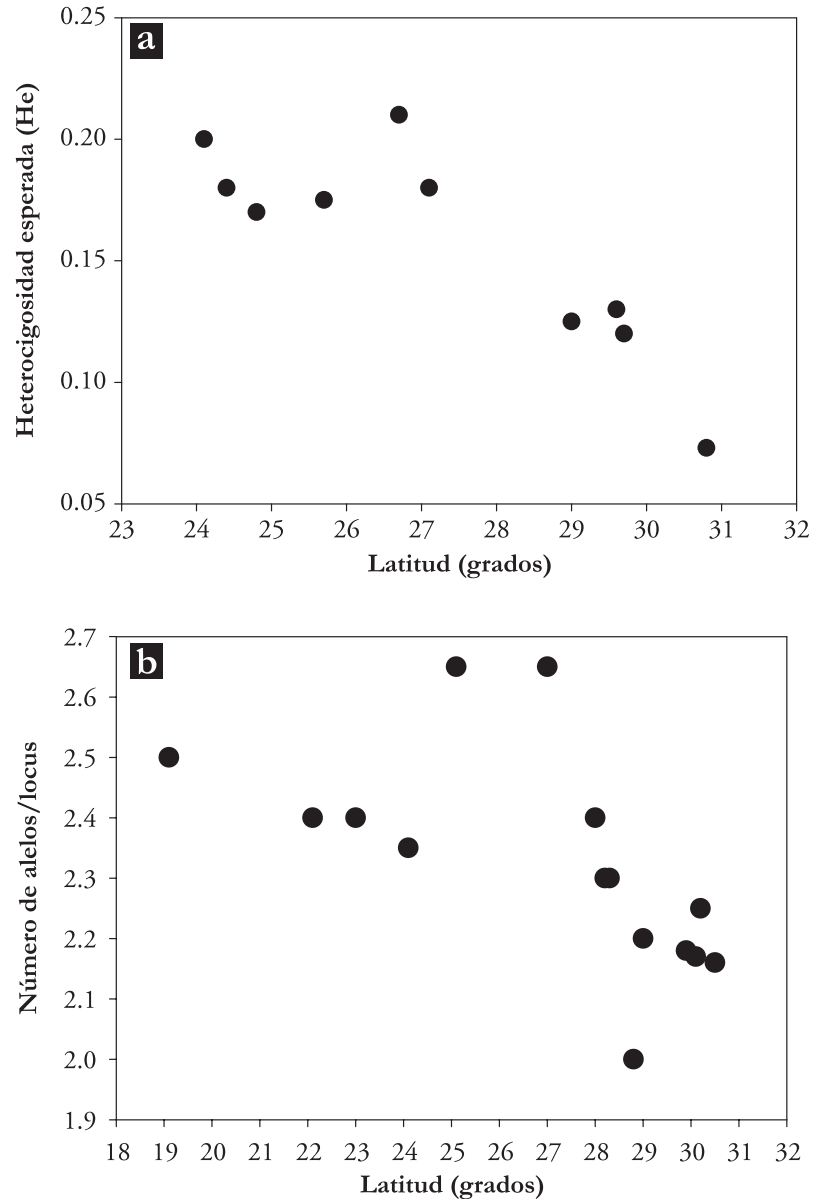 a
0.25
0.20
0.15
0.10
0.05
Heterocigosidad esperada (He)
23 24 25 26 27 28 29 30 31 32
Latitud (grados)
b
2.7
2.6
2.5
2.4
2.3
2.2
2.1
2.0
1.9
Número de alelos/locus
18 19 20 21 22 23 24 25 27 28 29 30 31 32
Latitud (grados)